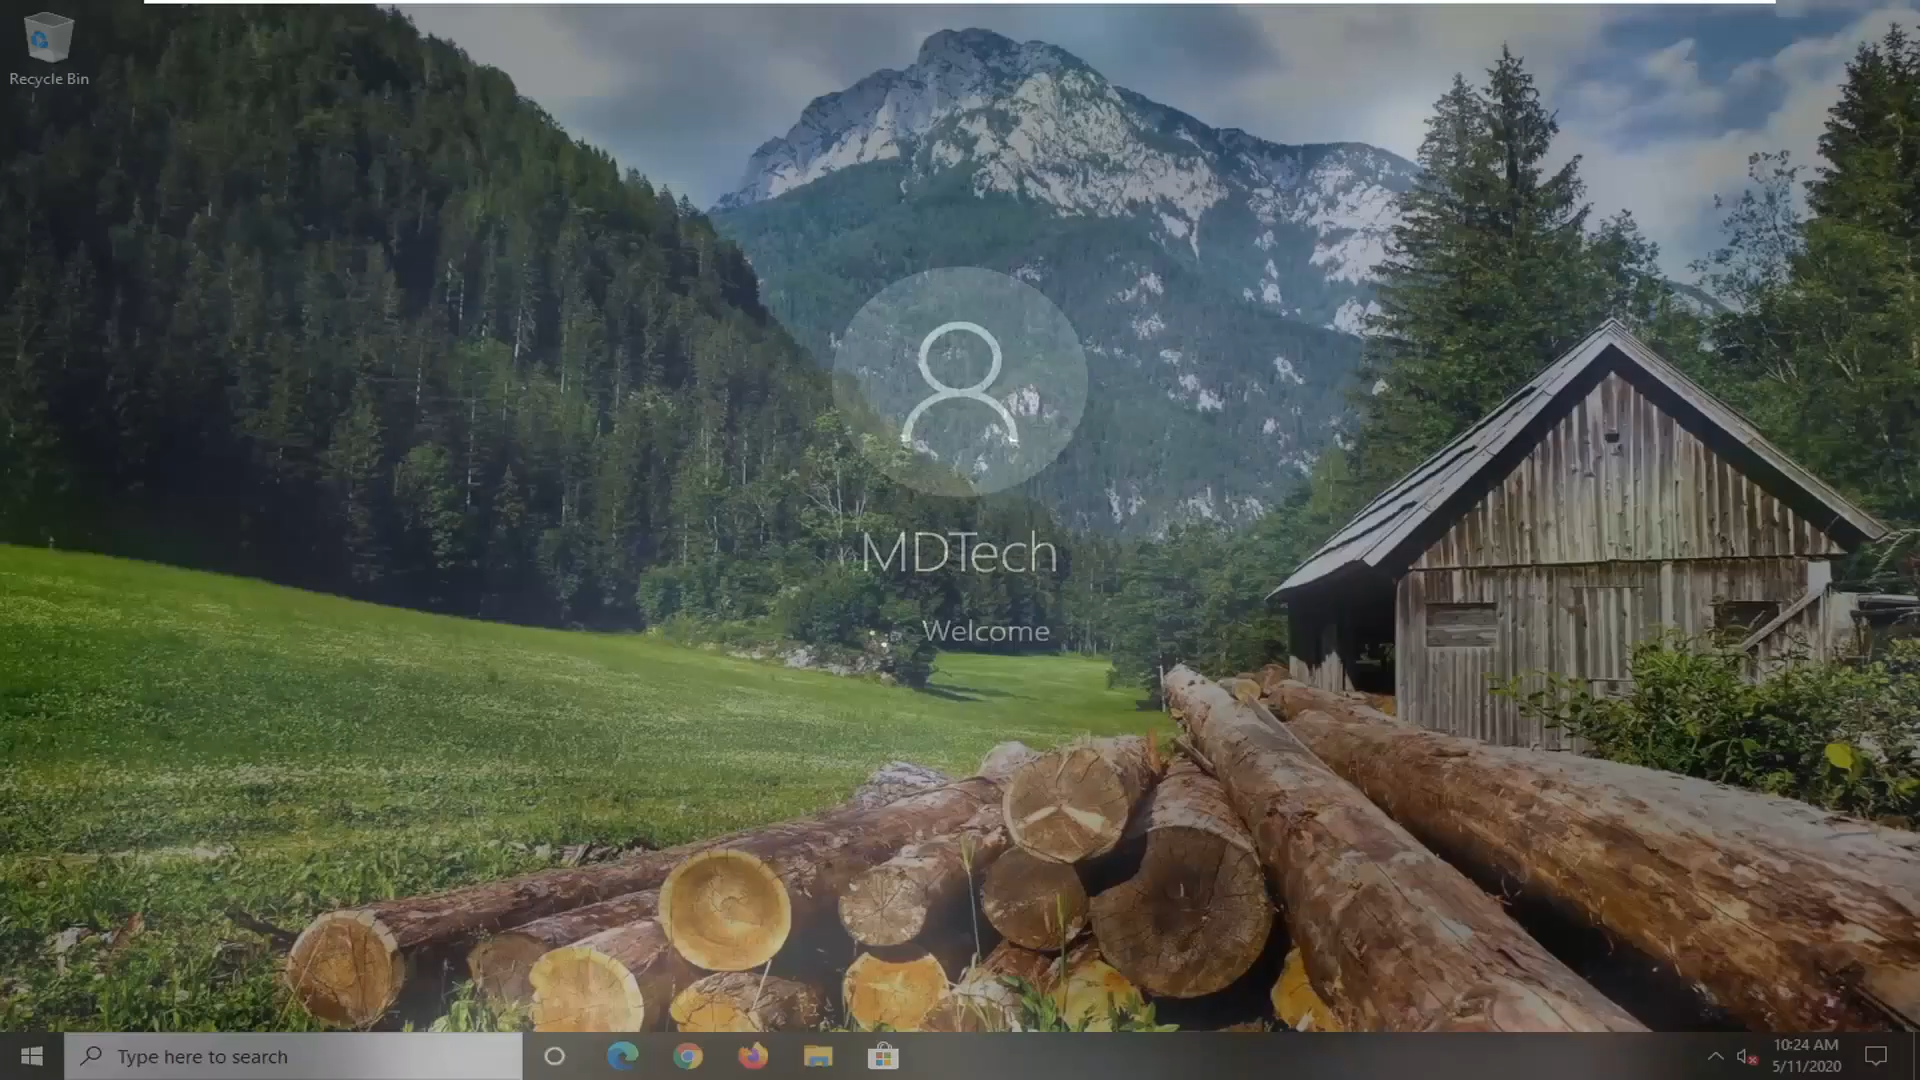 Recycle Bin
MDTech
Welcome
Type here to search
10:24 AM
5/11/2020